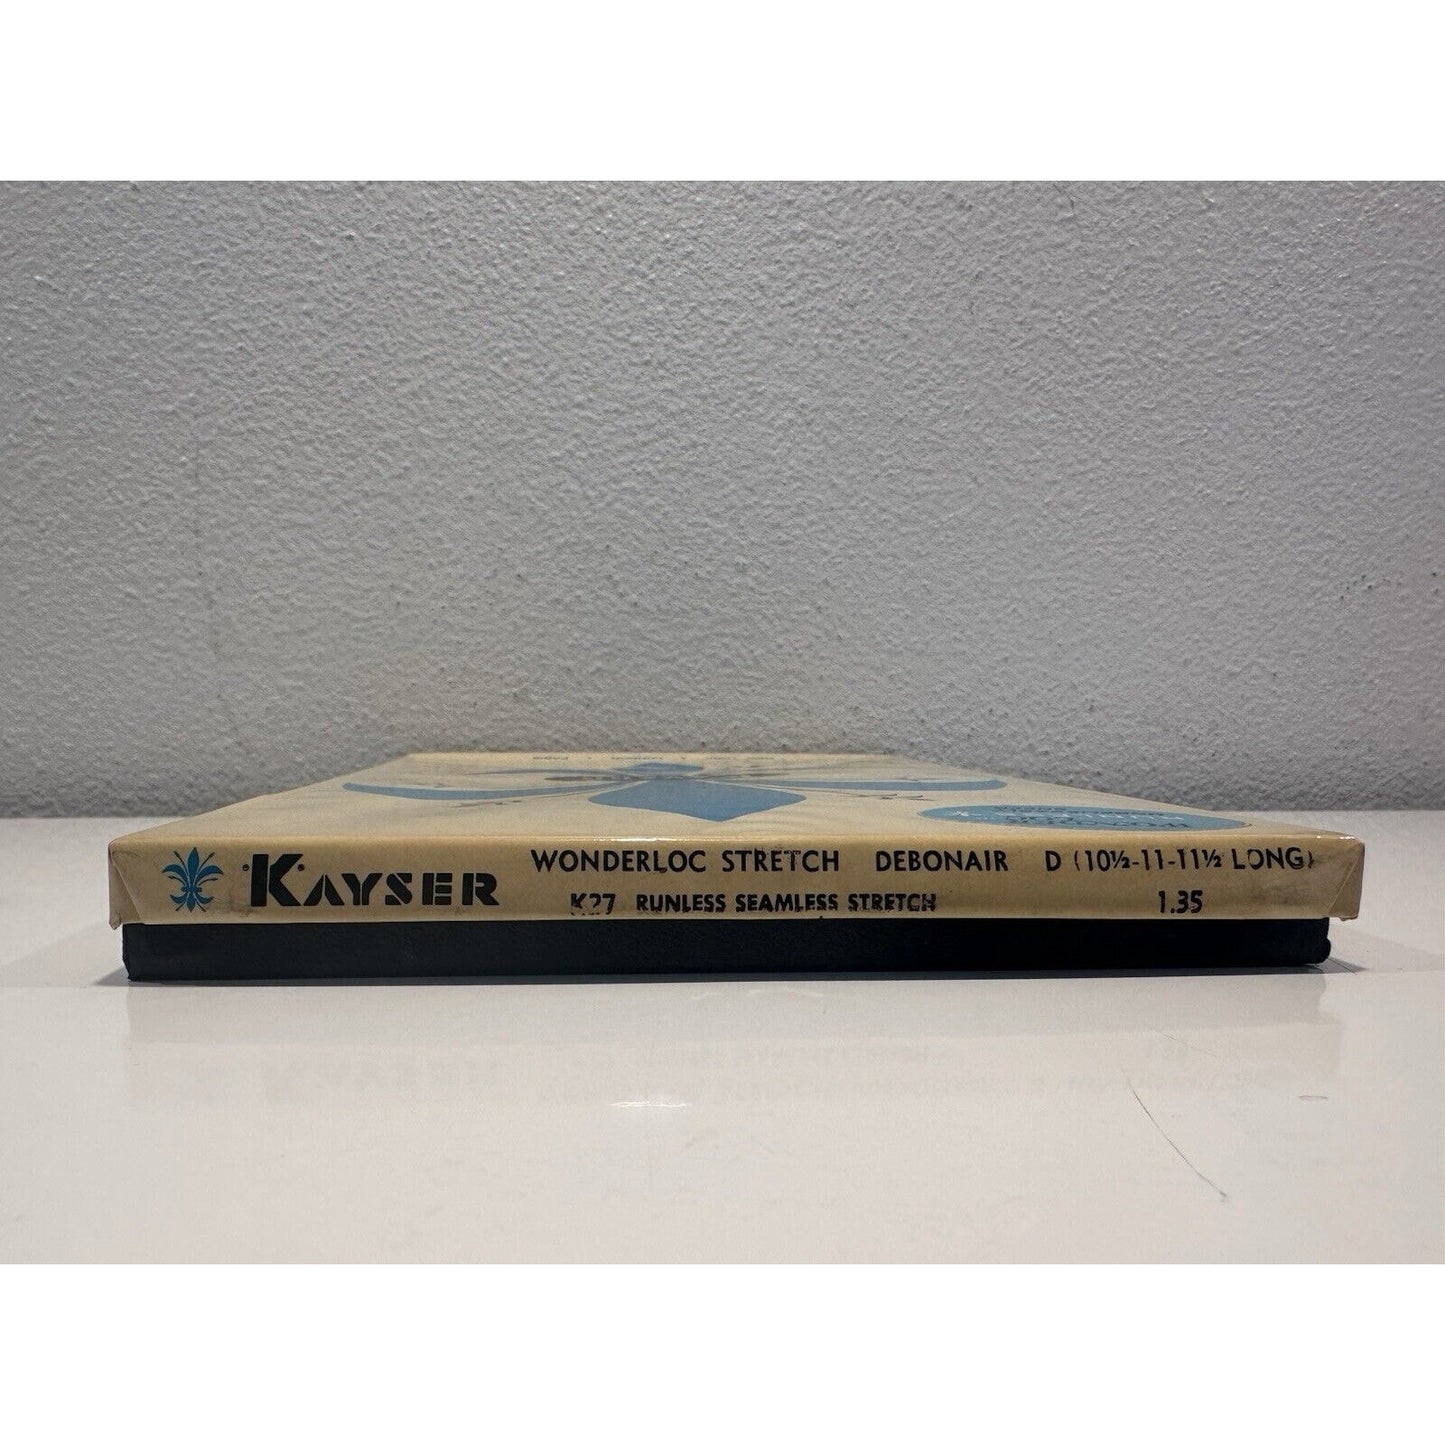 KAYSER
WONDERLOC STRETCH DEBONAIR D (10½-11-11½ LONG)
K27 RUNLESS SEAMLESS STRETCH 1.35